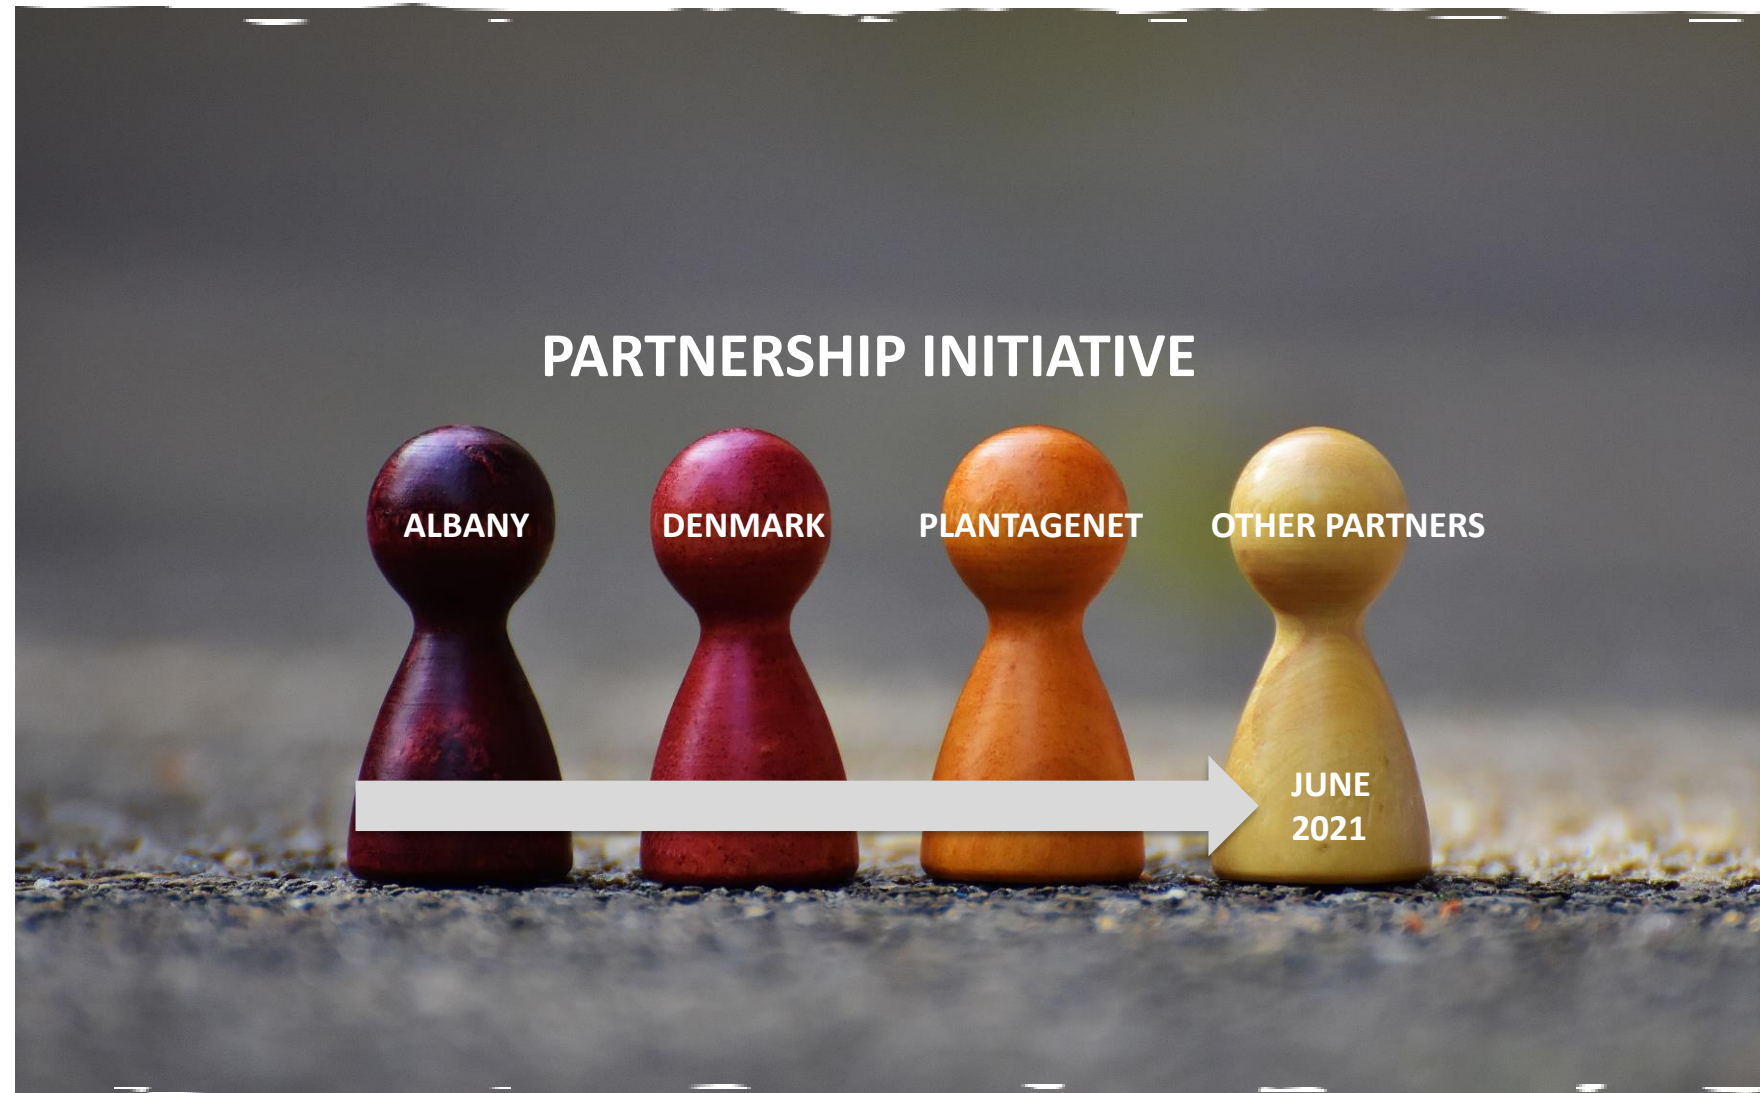 PARTNERSHIP INITIATIVE
ALBANY
DENMARK
PLANTAGENET
OTHER PARTNERS
JUNE
2021